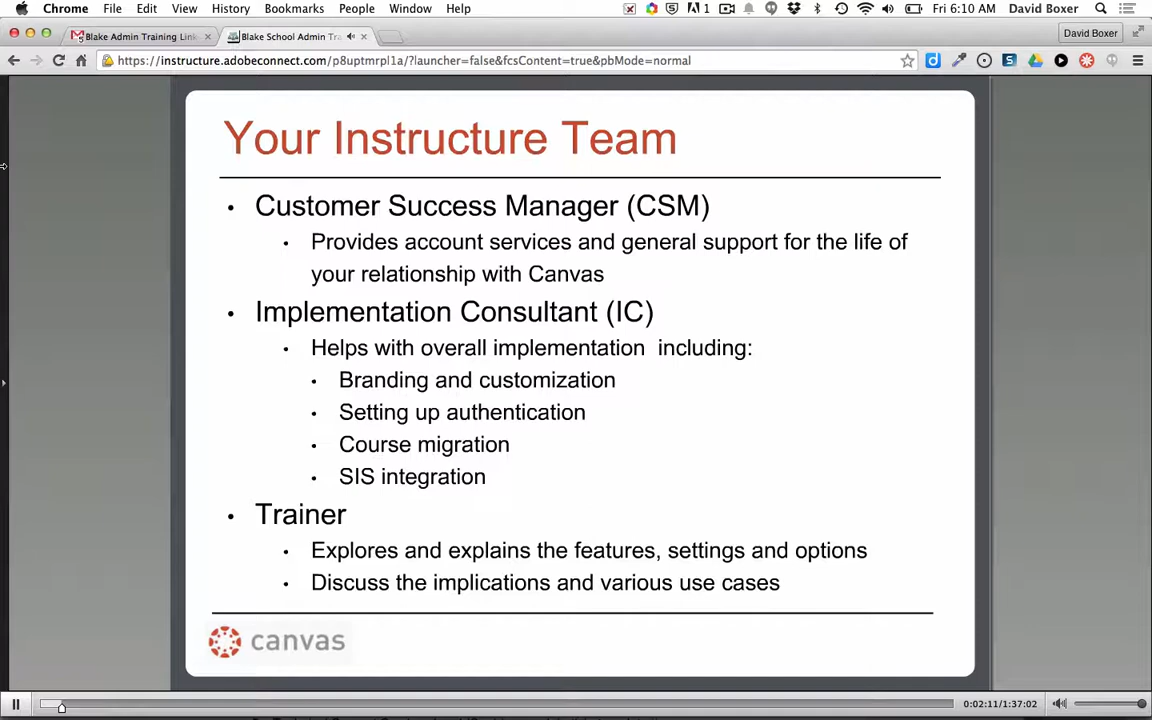 Chrome File Edit View History Bookmarks People Window Help 1 Fri 6:10 AM David Boxer
Blake Admin Training Link × Blake School Admin Tra × David Boxer
https://instructure.adobeconnect.com/p8uptmrpl1a/?launcher=false&fcsContent=true&pbMode=normal
Your Instructure Team
• Customer Success Manager (CSM)
• Provides account services and general support for the life of
your relationship with Canvas
• Implementation Consultant (IC)
• Helps with overall implementation including:
• Branding and customization
• Setting up authentication
• Course migration
• SIS integration
• Trainer
• Explores and explains the features, settings and options
• Discuss the implications and various use cases
canvas
0:02:11/1:37:02